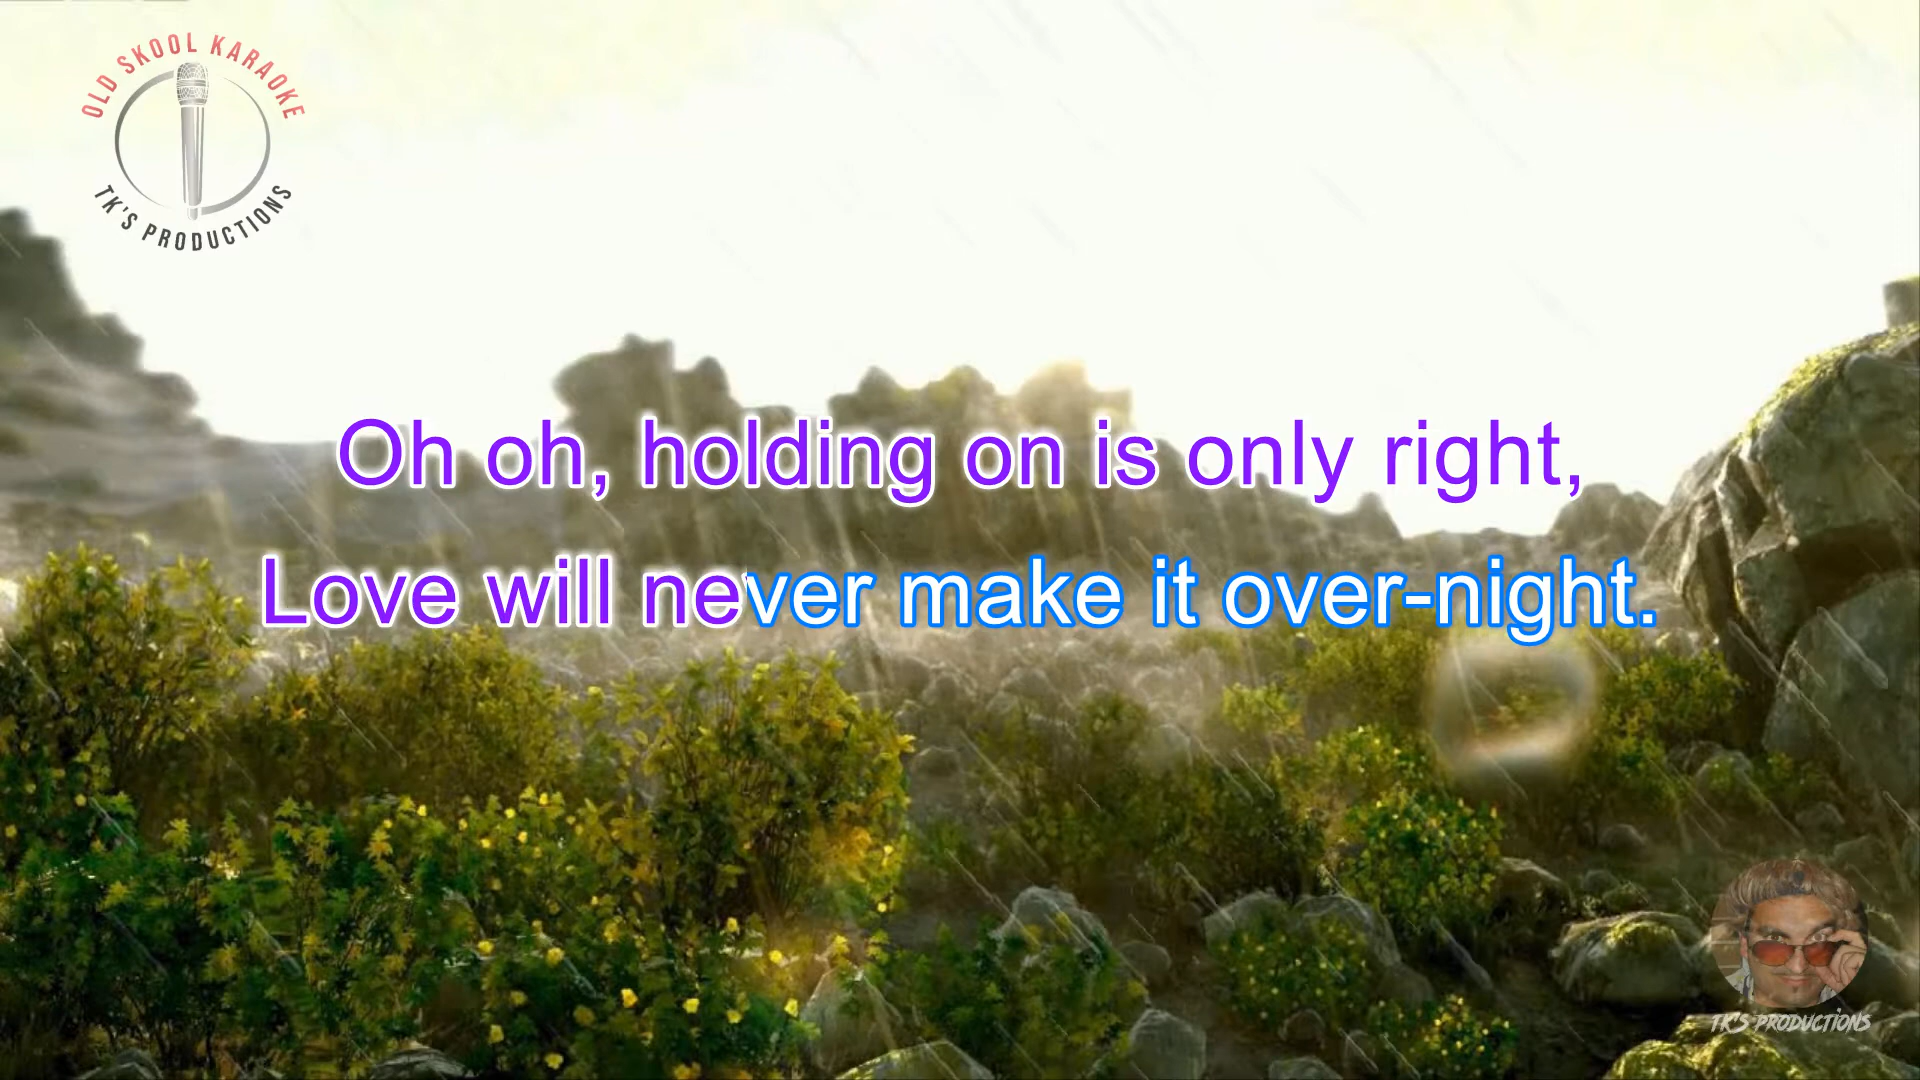 OLD SKOOL KARAOKE
TK'S PRODUCTIONS
Oh oh, holding on is only right,
Love will never make it over-night.
TK'S PRODUCTIONS